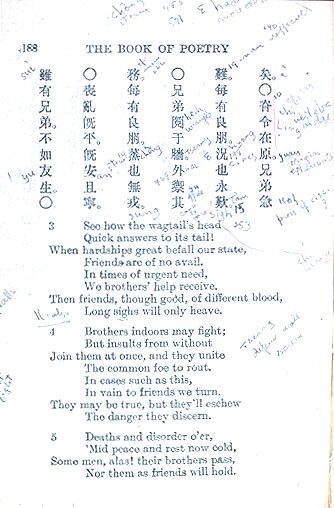 188 THE BOOK OF POETRY
矣。〇脊令在原。兄弟急
難。每有良朋。況也永歎
〇兄弟鬩于牆。外禦其
務。每有良朋。烝也無戎。
〇喪亂旣平。旣安且寧。
雖有兄弟。不如友生。〇
3 See how the wagtail's head
Quick answers to its tail!
When hardships great befall our state,
Friends are of no avail.
In times of urgent need,
We brothers' help receive.
Then friends, though good, of different blood,
Long sighs will only heave.
4 Brothers indoors may fight;
But insults from without
Join them at once, and they unite
The common foe to rout.
In cases such as this,
In vain to friends we turn.
They may be true, but they'll eschew
The danger they discern.
5 Deaths and disorder o'er,
'Mid peace and rest now cold,
Some men, alas! their brothers pass,
Nor them as friends will hold.